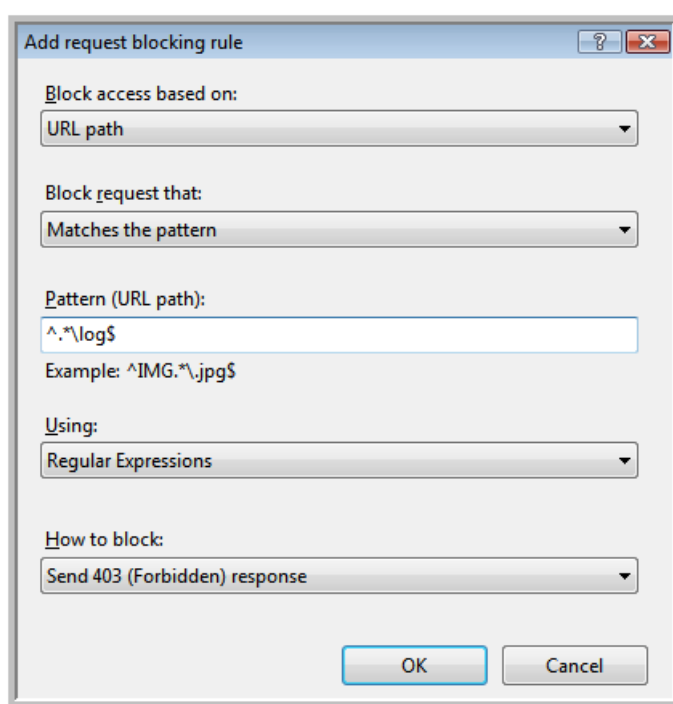 Add request blocking rule
Block access based on:
URL path
Block request that:
Matches the pattern
Pattern (URL path):
^.*\log$
Example: ^IMG.*\.jpg$
Using:
Regular Expressions
How to block:
Send 403 (Forbidden) response
OK Cancel